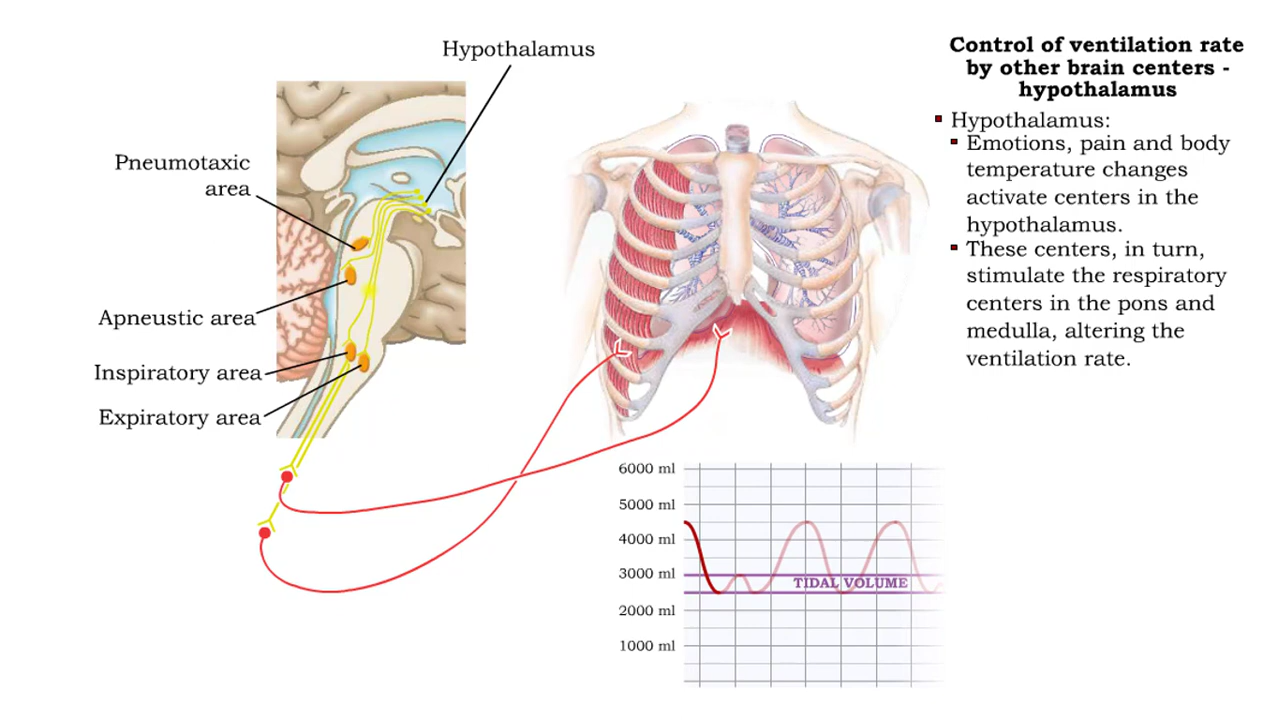 Hypothalamus
Pneumotaxic
area
Apneustic area
Inspiratory area
Expiratory area
Control of ventilation rate
by other brain centers -
hypothalamus
Hypothalamus:
Emotions, pain and body
temperature changes
activate centers in the
hypothalamus.
These centers, in turn,
stimulate the respiratory
centers in the pons and
medulla, altering the
ventilation rate.
6000 ml
5000 ml
4000 ml
3000 ml
TIDAL VOLUME
2000 ml
1000 ml